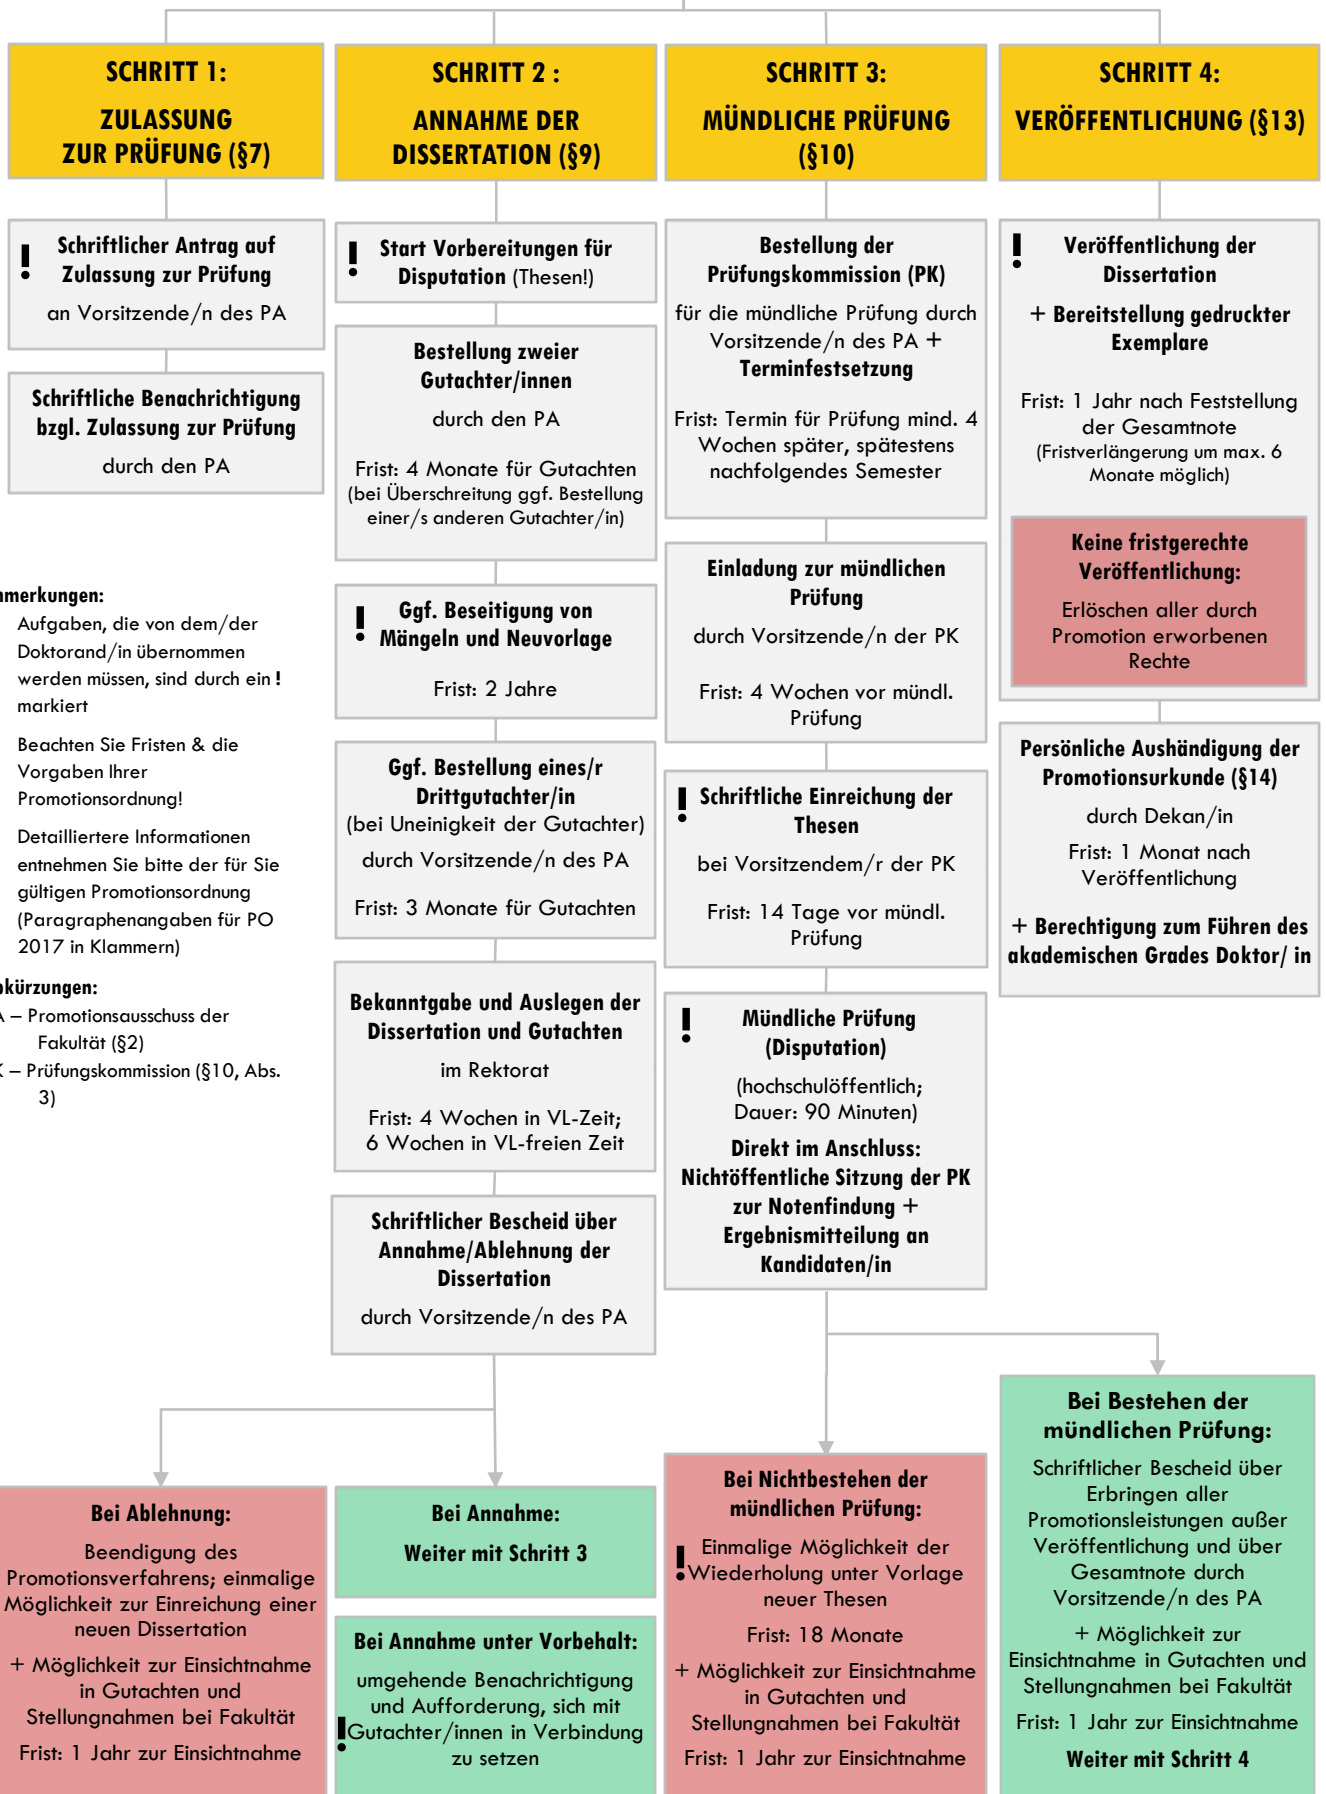 SCHRITT 1:
ZULASSUNG
ZUR PRÜFUNG (§7)
! Schriftlicher Antrag auf
Zulassung zur Prüfung
an Vorsitzende/n des PA
Schriftliche Benachrichtigung
bzgl. Zulassung zur Prüfung
durch den PA
nmerkungen:
Aufgaben, die von dem/der
Doktorand/in übernommen
werden müssen, sind durch ein !
markiert
Beachten Sie Fristen & die
Vorgaben Ihrer
Promotionsordnung!
Detailliertere Informationen
entnehmen Sie bitte der für Sie
gültigen Promotionsordnung
(Paragraphenangaben für PO
2017 in Klammern)
bkürzungen:
A – Promotionsausschuss der
Fakultät (§2)
K – Prüfungskommission (§10, Abs.
3)
SCHRITT 2 :
ANNAHME DER
DISSERTATION (§9)
! Start Vorbereitungen für
Disputation (Thesen!)
Bestellung zweier
Gutachter/innen
durch den PA
Frist: 4 Monate für Gutachten
(bei Überschreitung ggf. Bestellung
einer/s anderen Gutachter/in)
! Ggf. Beseitigung von
Mängeln und Neuvorlage
Frist: 2 Jahre
Ggf. Bestellung eines/r
Drittgutachter/in
(bei Uneinigkeit der Gutachter)
durch Vorsitzende/n des PA
Frist: 3 Monate für Gutachten
Bekanntgabe und Auslegen der
Dissertation und Gutachten
im Rektorat
Frist: 4 Wochen in VL-Zeit;
6 Wochen in VL-freien Zeit
Schriftlicher Bescheid über
Annahme/Ablehnung der
Dissertation
durch Vorsitzende/n des PA
Bei Ablehnung:
Beendigung des
Promotionsverfahrens; einmalige
Möglichkeit zur Einreichung einer
neuen Dissertation
+ Möglichkeit zur Einsichtnahme
in Gutachten und
Stellungnahmen bei Fakultät
Frist: 1 Jahr zur Einsichtnahme
Bei Annahme:
Weiter mit Schritt 3
Bei Annahme unter Vorbehalt:
umgehende Benachrichtigung
und Aufforderung, sich mit
! Gutachter/innen in Verbindung
zu setzen
SCHRITT 3:
MÜNDLICHE PRÜFUNG
(§10)
Bestellung der
Prüfungskommission (PK)
für die mündliche Prüfung durch
Vorsitzende/n des PA +
Terminfestsetzung
Frist: Termin für Prüfung mind. 4
Wochen später, spätestens
nachfolgendes Semester
Einladung zur mündlichen
Prüfung
durch Vorsitzende/n der PK
Frist: 4 Wochen vor mündl.
Prüfung
! Schriftliche Einreichung der
Thesen
bei Vorsitzendem/r der PK
Frist: 14 Tage vor mündl.
Prüfung
! Mündliche Prüfung
(Disputation)
(hochschulöffentlich;
Dauer: 90 Minuten)
Direkt im Anschluss:
Nichtöffentliche Sitzung der PK
zur Notenfindung +
Ergebnismitteilung an
Kandidaten/in
Bei Nichtbestehen der
mündlichen Prüfung:
! Einmalige Möglichkeit der
Wiederholung unter Vorlage
neuer Thesen
Frist: 18 Monate
+ Möglichkeit zur Einsichtnahme
in Gutachten und
Stellungnahmen bei Fakultät
Frist: 1 Jahr zur Einsichtnahme
SCHRITT 4:
VERÖFFENTLICHUNG (§13)
! Veröffentlichung der
Dissertation
+ Bereitstellung gedruckter
Exemplare
Frist: 1 Jahr nach Feststellung
der Gesamtnote
(Fristverlängerung um max. 6
Monate möglich)
Keine fristgerechte
Veröffentlichung:
Erlöschen aller durch
Promotion erworbenen
Rechte
Persönliche Aushändigung der
Promotionsurkunde (§14)
durch Dekan/in
Frist: 1 Monat nach
Veröffentlichung
+ Berechtigung zum Führen des
akademischen Grades Doktor/ in
Bei Bestehen der
mündlichen Prüfung:
Schriftlicher Bescheid über
Erbringen aller
Promotionsleistungen außer
Veröffentlichung und über
Gesamtnote durch
Vorsitzende/n des PA
+ Möglichkeit zur
Einsichtnahme in Gutachten und
Stellungnahmen bei Fakultät
Frist: 1 Jahr zur Einsichtnahme
Weiter mit Schritt 4